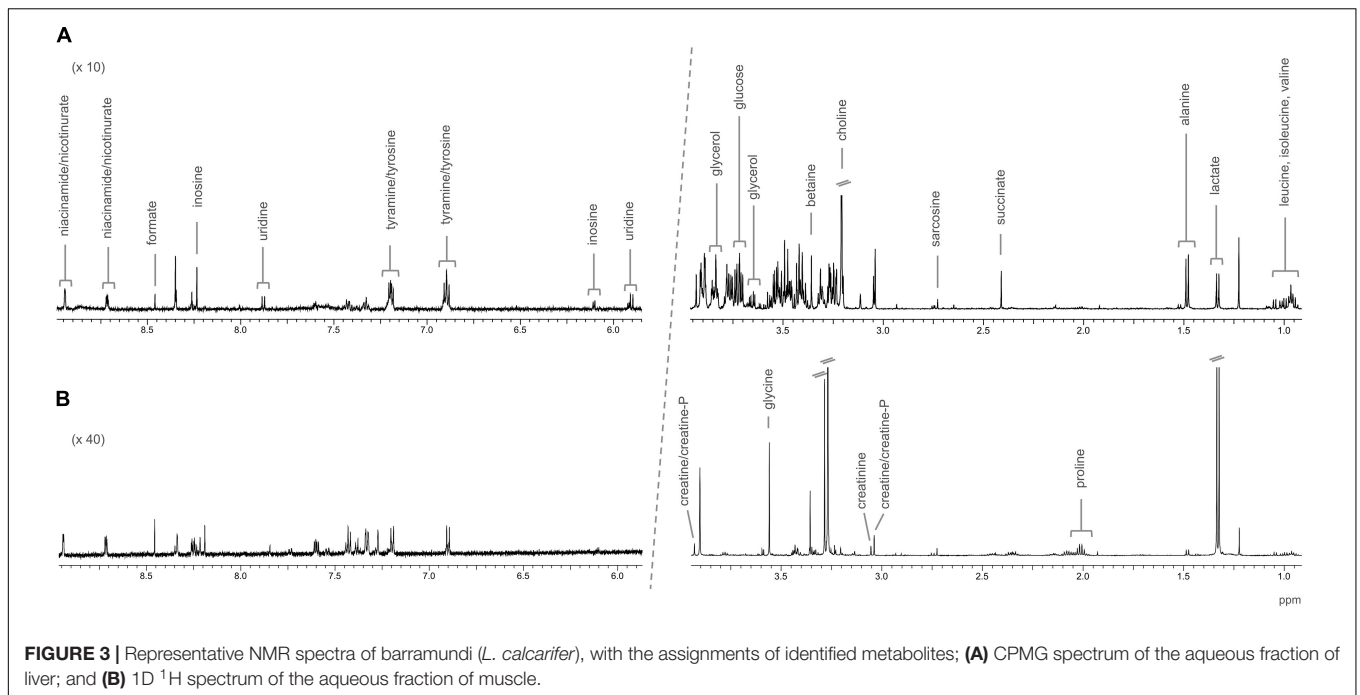 A
(x 10)
niacinamide/nicotinurate
niacinamide/nicotinurate
formate
inosine
uridine
tyramine/tyrosine
tyramine/tyrosine
inosine
uridine
glycerol
glucose
glycerol
betaine
choline
sarcosine
succinate
alanine
lactate
leucine, isoleucine, valine
8.5 8.0 7.5 7.0 6.5 6.0 3.5 3.0 2.5 2.0 1.5 1.0
B
(x 40)
creatine/creatine-P
glycine
creatinine
creatine/creatine-P
proline
8.5 8.0 7.5 7.0 6.5 6.0 3.5 3.0 2.5 2.0 1.5 1.0
ppm
FIGURE 3 | Representative NMR spectra of barramundi (L. calcarifer), with the assignments of identified metabolites; (A) CPMG spectrum of the aqueous fraction of
liver; and (B) 1D ¹H spectrum of the aqueous fraction of muscle.